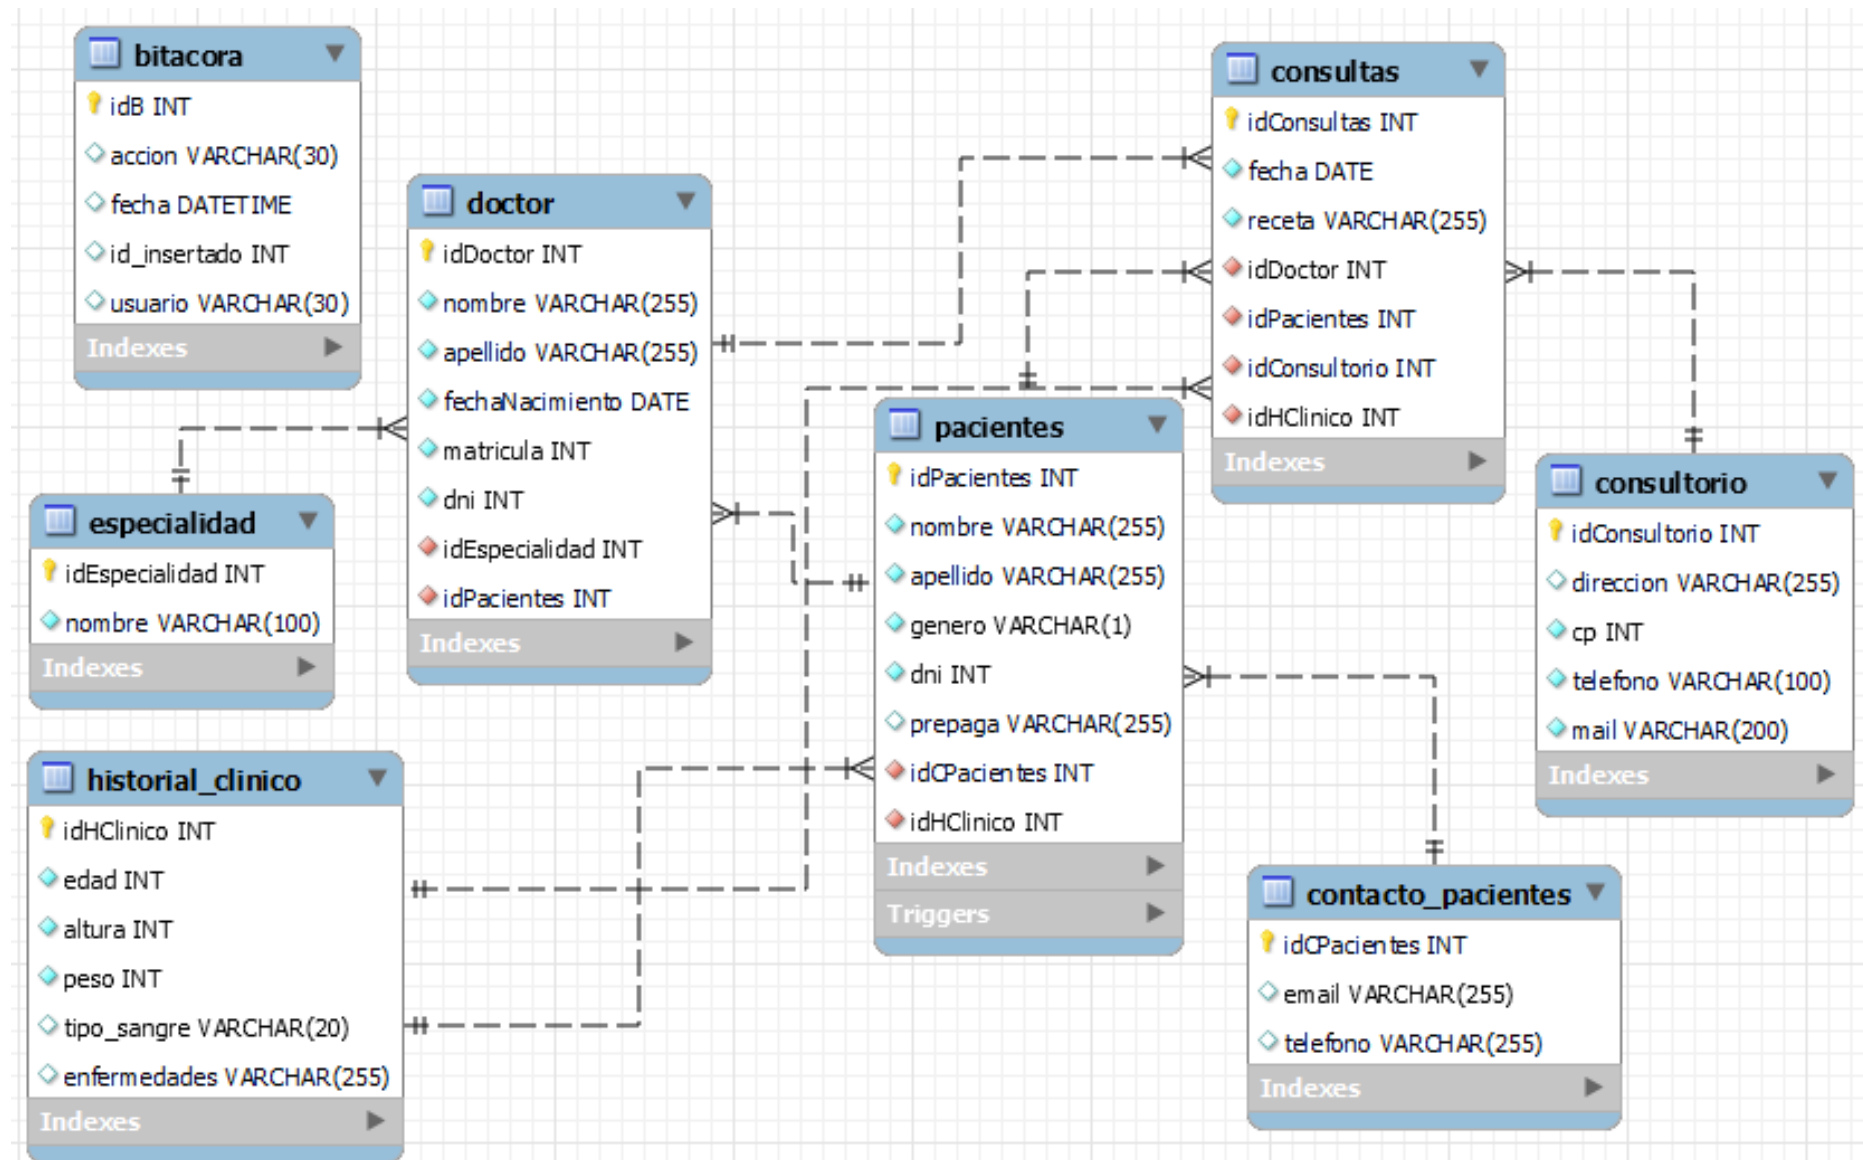 bitacora
idB INT
accion VARCHAR(30)
fecha DATETIME
id_insertado INT
usuario VARCHAR(30)
Indexes
doctor
idDoctor INT
nombre VARCHAR(255)
apellido VARCHAR(255)
fechaNacimiento DATE
matricula INT
dni INT
idEspecialidad INT
idPacientes INT
Indexes
especialidad
idEspecialidad INT
nombre VARCHAR(100)
Indexes
historial_clinico
idHClinico INT
edad INT
altura INT
peso INT
tipo_sangre VARCHAR(20)
enfermedades VARCHAR(255)
Indexes
pacientes
idPacientes INT
nombre VARCHAR(255)
apellido VARCHAR(255)
genero VARCHAR(1)
dni INT
prepaga VARCHAR(255)
idCPacientes INT
idHClinico INT
Indexes
Triggers
consultas
idConsultas INT
fecha DATE
receta VARCHAR(255)
idDoctor INT
idPacientes INT
idConsultorio INT
idHClinico INT
Indexes
consultorio
idConsultorio INT
direccion VARCHAR(255)
cp INT
telefono VARCHAR(100)
mail VARCHAR(200)
Indexes
contacto_pacientes
idCPacientes INT
email VARCHAR(255)
telefono VARCHAR(255)
Indexes